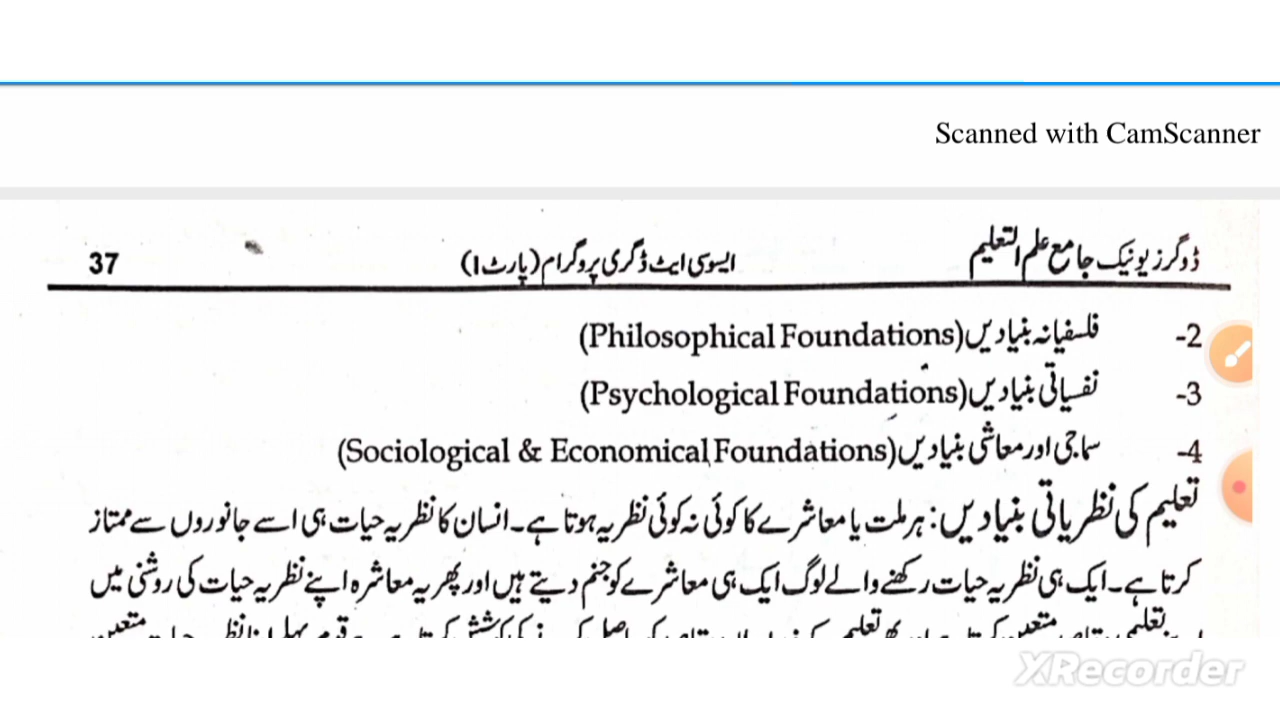 Scanned with CamScanner
ڈوگرز یونیک جامع علم التعلیم ایسوسی ایٹ ڈگری پروگرام (پارٹ I) 37
-2 فلسفیانہ بنیادیں (Philosophical Foundations)
-3 نفسیاتی بنیادیں (Psychological Foundations)
-4 سماجی اور معاشی بنیادیں (Sociological & Economical Foundations)
تعلیم کی نظریاتی بنیادیں: ہر ملت یا معاشرے کا کوئی نہ کوئی نظریہ ہوتا ہے۔ انسان کا نظریہ حیات ہی اسے جانوروں سے ممتاز
کرتا ہے۔ ایک ہی نظریہ حیات رکھنے والے لوگ ایک ہی معاشرے کو جنم دیتے ہیں اور پھر یہ معاشرہ اپنے نظریہ حیات کی روشنی میں
XRecorder